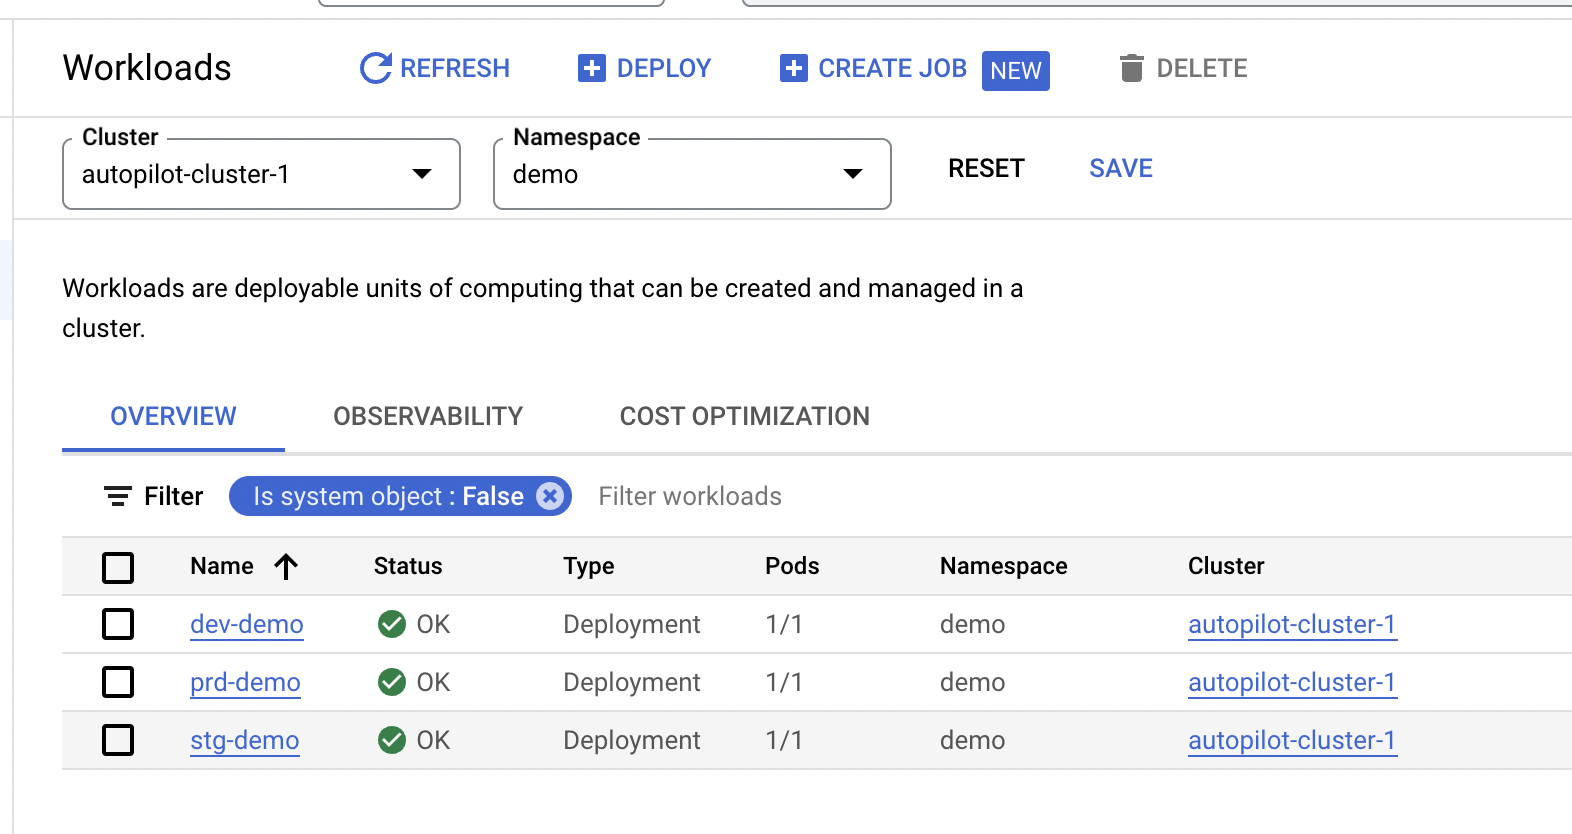 Workloads REFRESH DEPLOY CREATE JOB NEW DELETE
Cluster Namespace
autopilot-cluster-1 demo RESET SAVE
Workloads are deployable units of computing that can be created and managed in a
cluster.
OVERVIEW OBSERVABILITY COST OPTIMIZATION
Filter Is system object : False Filter workloads
Name Status Type Pods Namespace Cluster
dev-demo OK Deployment 1/1 demo autopilot-cluster-1
prd-demo OK Deployment 1/1 demo autopilot-cluster-1
stg-demo OK Deployment 1/1 demo autopilot-cluster-1